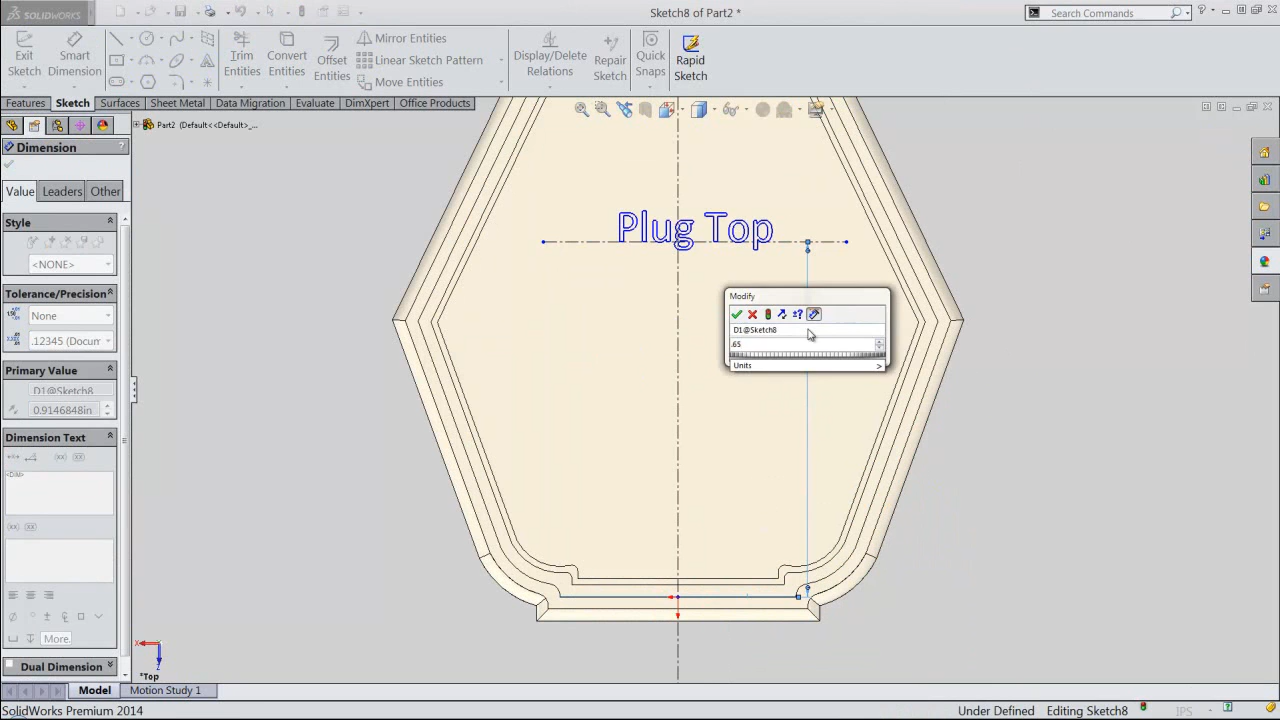 SOLIDWORKS
Sketch8 of Part2 *
Search Commands
Exit Sketch
Smart Dimension
Trim Entities
Convert Entities
Offset Entities
Mirror Entities
Linear Sketch Pattern
Move Entities
Display/Delete Relations
Repair Sketch
Quick Snaps
Rapid Sketch
Features
Sketch
Surfaces
Sheet Metal
Data Migration
Evaluate
DimXpert
Office Products
Part2 (Default<<Default>_...
Dimension
?
Value
Leaders
Other
Style
<NONE>
Tolerance/Precision
None
.12345 (Docum
Primary Value
D1@Sketch8
0.9146848in
Dimension Text
<DIM>
More.
Dual Dimension
Plug Top
Modify
D1@Sketch8
.65
Units >
X
Z
*Top
Model
Motion Study 1
SolidWorks Premium 2014
Under Defined
Editing Sketch8
IPS